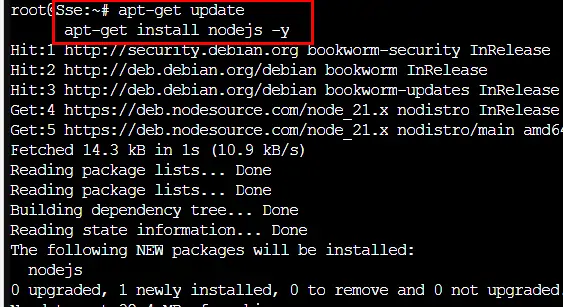 root@Sse:~# apt-get update
apt-get install nodejs -y
Hit:1 http://security.debian.org bookworm-security InRelease
Hit:2 http://deb.debian.org/debian bookworm InRelease
Hit:3 http://deb.debian.org/debian bookworm-updates InRelease
Get:4 https://deb.nodesource.com/node_21.x nodistro InRelease
Get:5 https://deb.nodesource.com/node_21.x nodistro/main amd64
Fetched 14.3 kB in 1s (10.9 kB/s)
Reading package lists... Done
Reading package lists... Done
Building dependency tree... Done
Reading state information... Done
The following NEW packages will be installed:
nodejs
0 upgraded, 1 newly installed, 0 to remove and 0 not upgraded.